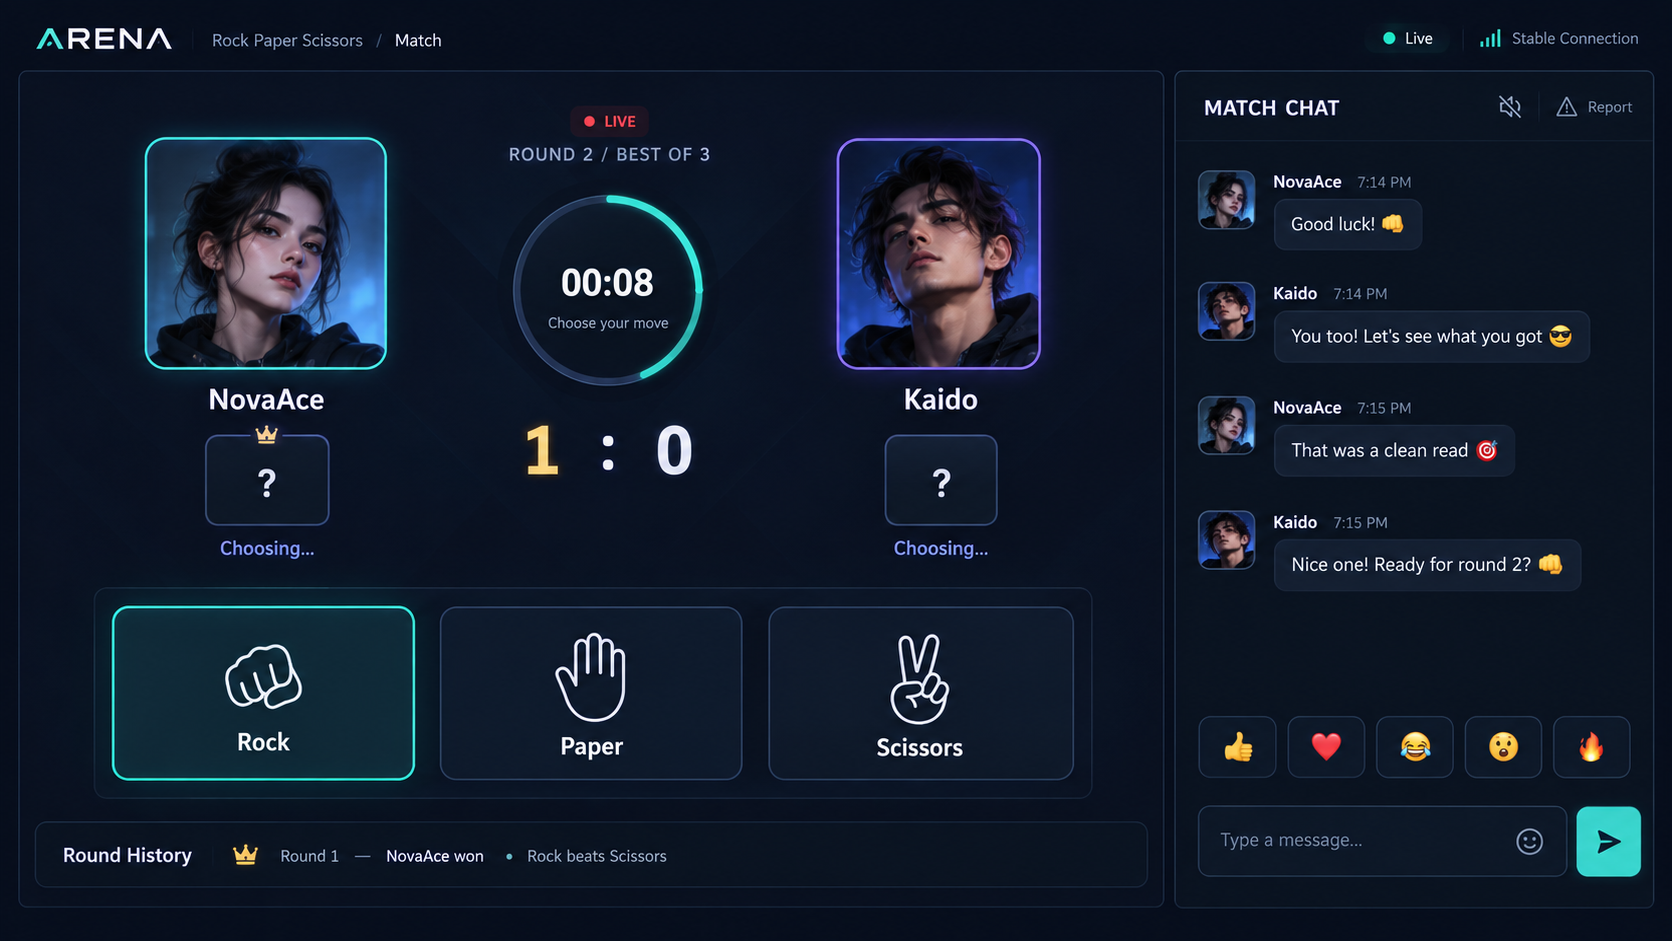 ARENA
Rock Paper Scissors / Match
Live
Stable Connection
LIVE
ROUND 2 / BEST OF 3
00:08
Choose your move
NovaAce
Kaido
1 : 0
?
?
Choosing...
Choosing...
Rock
Paper
Scissors
Round History
Round 1 — NovaAce won • Rock beats Scissors
MATCH CHAT
Report
NovaAce 7:14 PM
Good luck! 👊
Kaido 7:14 PM
You too! Let's see what you got 😎
NovaAce 7:15 PM
That was a clean read 🎯
Kaido 7:15 PM
Nice one! Ready for round 2? 👊
Type a message...